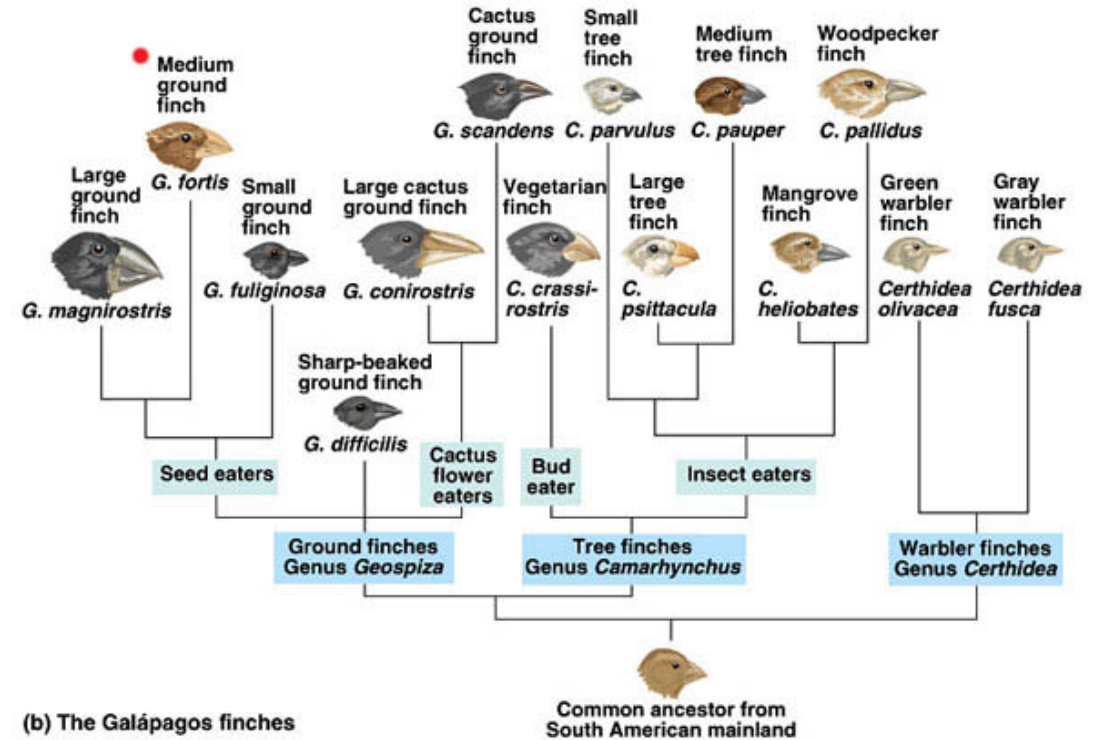 Cactus
ground
finch
G. scandens
Small
tree
finch
C. parvulus
Medium
tree finch
C. pauper
Woodpecker
finch
C. pallidus
Medium
ground
finch
G. fortis
Large
ground
finch
G. magnirostris
Small
ground
finch
G. fuliginosa
Large cactus
ground finch
G. conirostris
Vegetarian
finch
C. crassi-
rostris
Large
tree
finch
C.
psittacula
Mangrove
finch
C.
heliobates
Green
warbler
finch
Certhidea
olivacea
Gray
warbler
finch
Certhidea
fusca
Sharp-beaked
ground finch
G. difficilis
Seed eaters
Cactus
flower
eaters
Bud
eater
Insect eaters
Ground finches
Genus Geospiza
Tree finches
Genus Camarhynchus
Warbler finches
Genus Certhidea
Common ancestor from
South American mainland
(b) The Galápagos finches